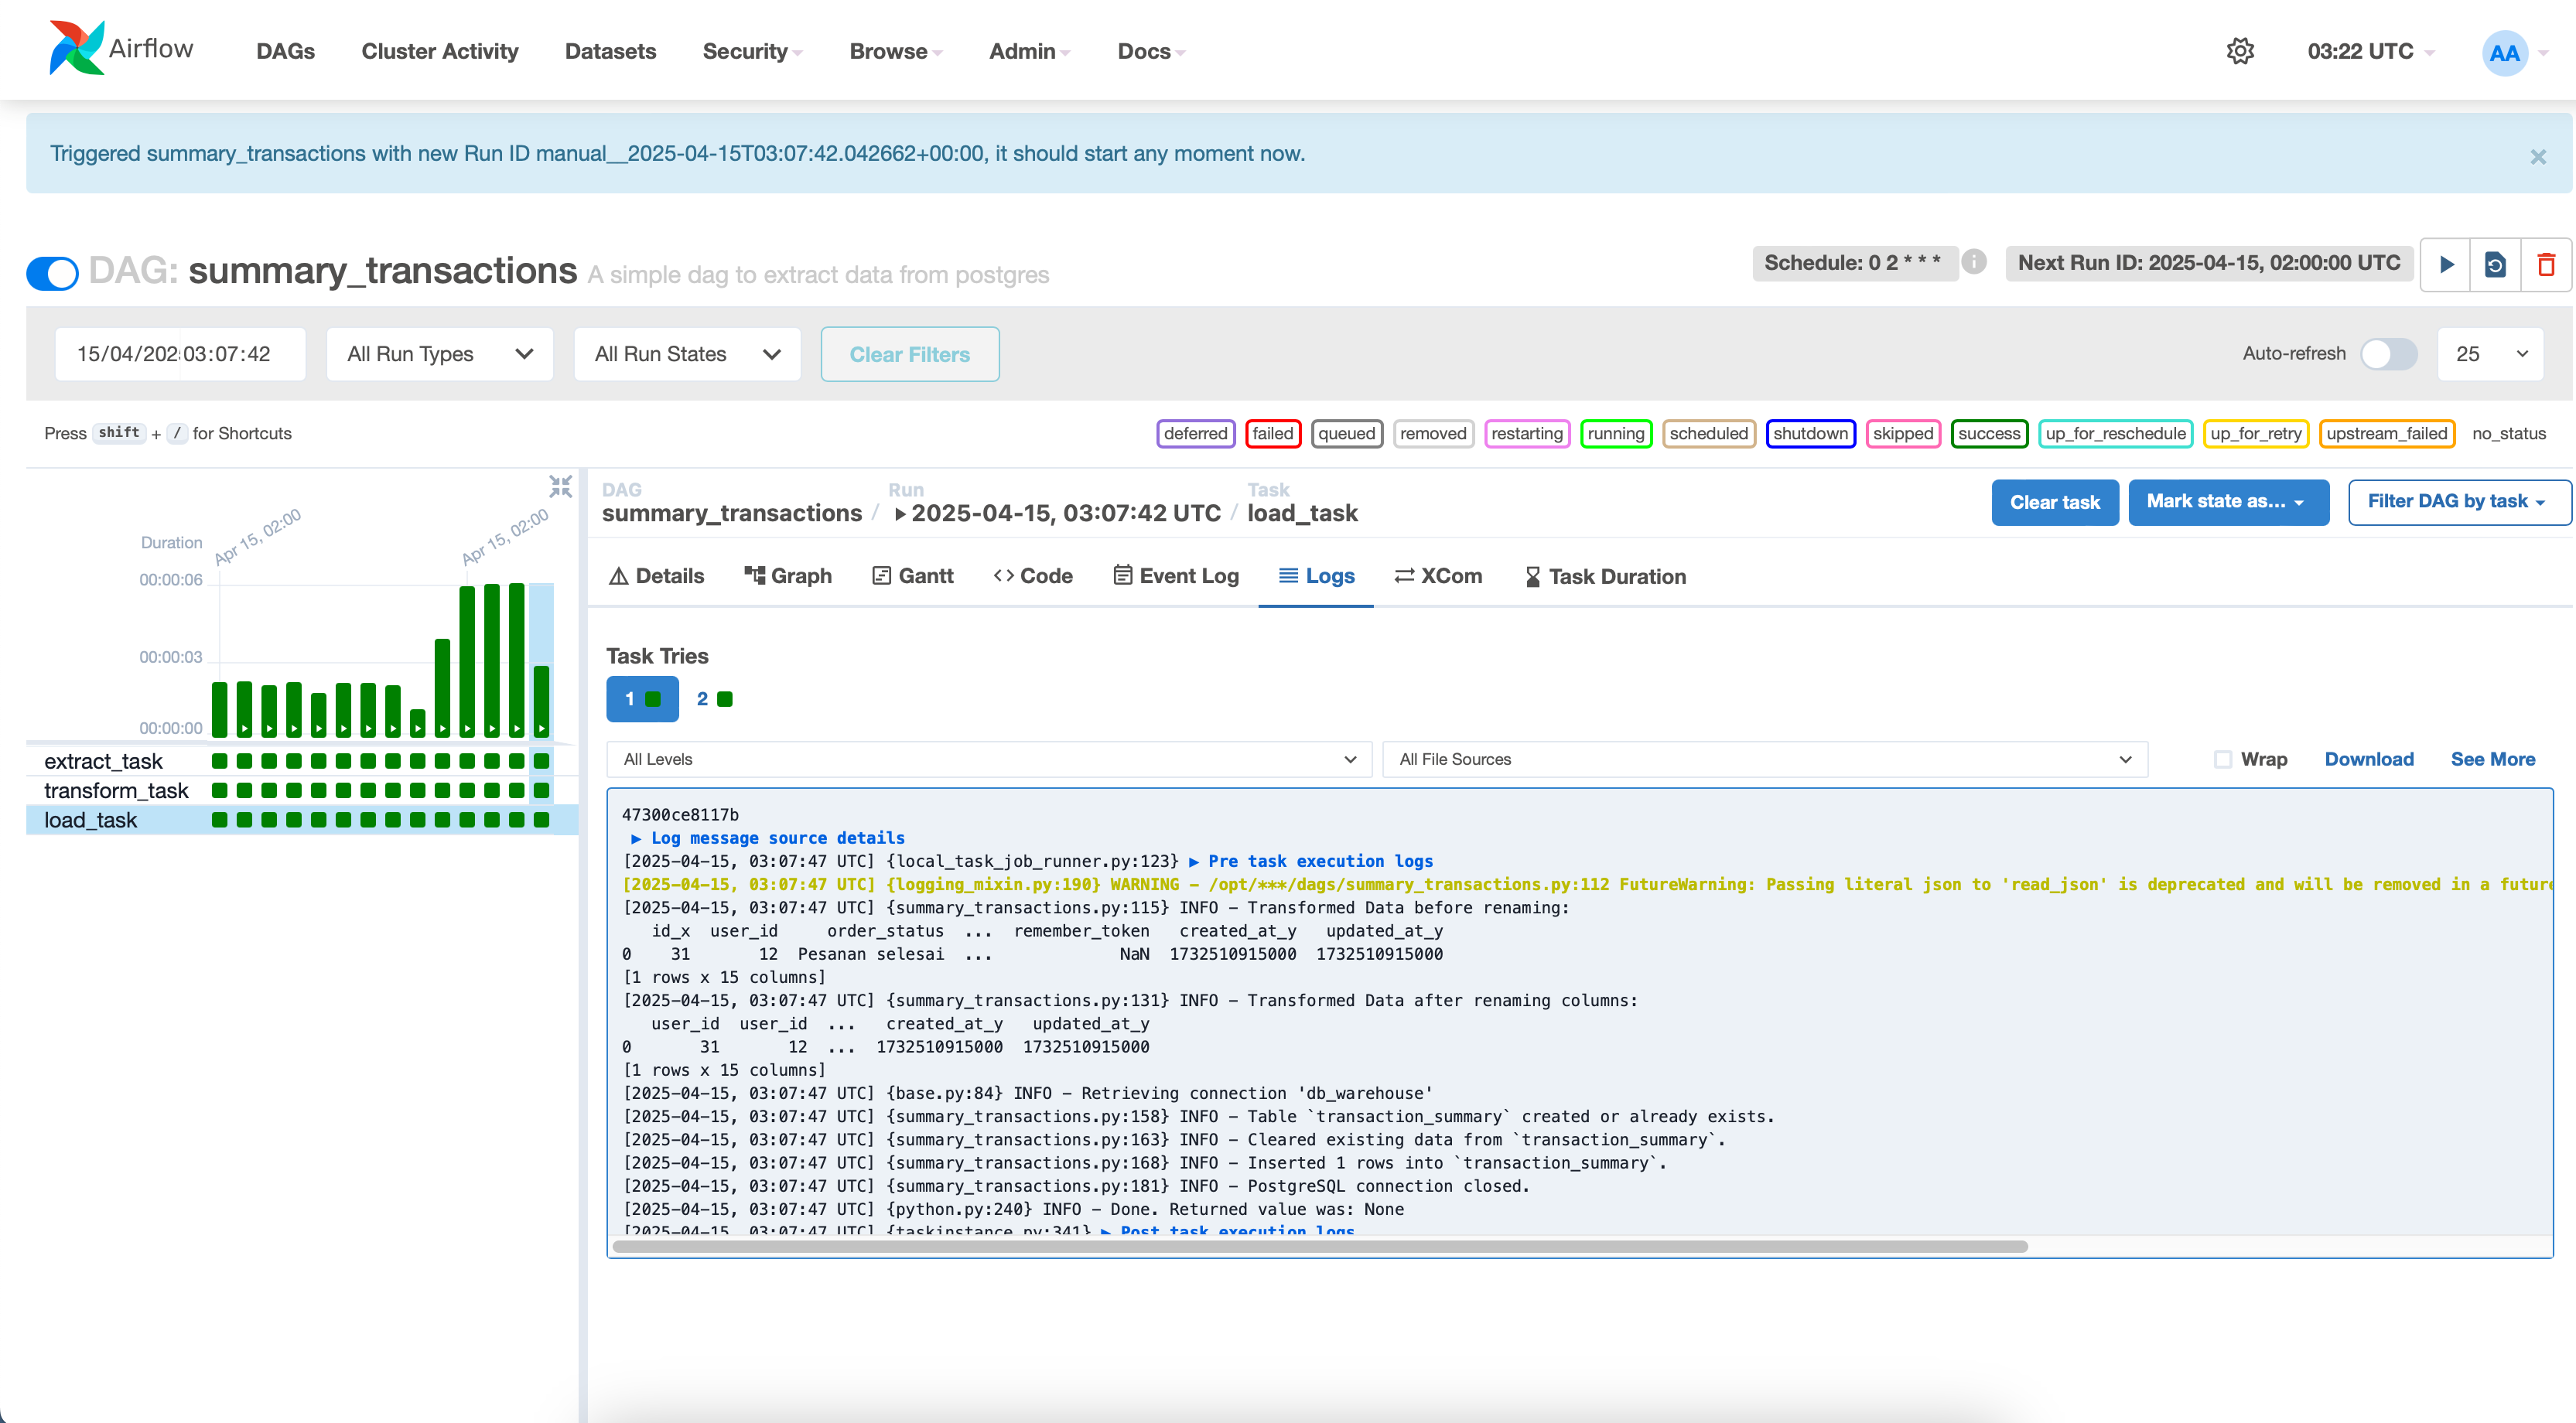 Airflow DAGs Cluster Activity Datasets Security Browse Admin Docs 03:22 UTC AA
Triggered summary_transactions with new Run ID manual__2025-04-15T03:07:42.042662+00:00, it should start any moment now. ×
DAG: summary_transactions A simple dag to extract data from postgres Schedule: 0 2 * * * i Next Run ID: 2025-04-15, 02:00:00 UTC
15/04/202 03:07:42 All Run Types All Run States Clear Filters Auto-refresh 25
Press shift + / for Shortcuts deferred failed queued removed restarting running scheduled shutdown skipped success up_for_reschedule up_for_retry upstream_failed no_status
Duration Apr 15, 02:00 Apr 15, 02:00
00:00:06
00:00:03
00:00:00
extract_task
transform_task
load_task
DAG Run Task
summary_transactions / 2025-04-15, 03:07:42 UTC / load_task Clear task Mark state as... Filter DAG by task
Details Graph Gantt Code Event Log Logs XCom Task Duration
Task Tries
1 2
All Levels All File Sources Wrap Download See More
47300ce8117b
▶ Log message source details
[2025-04-15, 03:07:47 UTC] {local_task_job_runner.py:123} ▶ Pre task execution logs
[2025-04-15, 03:07:47 UTC] {logging_mixin.py:190} WARNING - /opt/***/dags/summary_transactions.py:112 FutureWarning: Passing literal json to 'read_json' is deprecated and will be removed in a future
[2025-04-15, 03:07:47 UTC] {summary_transactions.py:115} INFO - Transformed Data before renaming:
id_x user_id order_status ... remember_token created_at_y updated_at_y
0 31 12 Pesanan selesai ... NaN 1732510915000 1732510915000
[1 rows x 15 columns]
[2025-04-15, 03:07:47 UTC] {summary_transactions.py:131} INFO - Transformed Data after renaming columns:
user_id user_id ... created_at_y updated_at_y
0 31 12 ... 1732510915000 1732510915000
[1 rows x 15 columns]
[2025-04-15, 03:07:47 UTC] {base.py:84} INFO - Retrieving connection 'db_warehouse'
[2025-04-15, 03:07:47 UTC] {summary_transactions.py:158} INFO - Table `transaction_summary` created or already exists.
[2025-04-15, 03:07:47 UTC] {summary_transactions.py:163} INFO - Cleared existing data from `transaction_summary`.
[2025-04-15, 03:07:47 UTC] {summary_transactions.py:168} INFO - Inserted 1 rows into `transaction_summary`.
[2025-04-15, 03:07:47 UTC] {summary_transactions.py:181} INFO - PostgreSQL connection closed.
[2025-04-15, 03:07:47 UTC] {python.py:240} INFO - Done. Returned value was: None
[2025-04-15, 03:07:47 UTC] {taskinstance.py:341} ▶ Post task execution logs